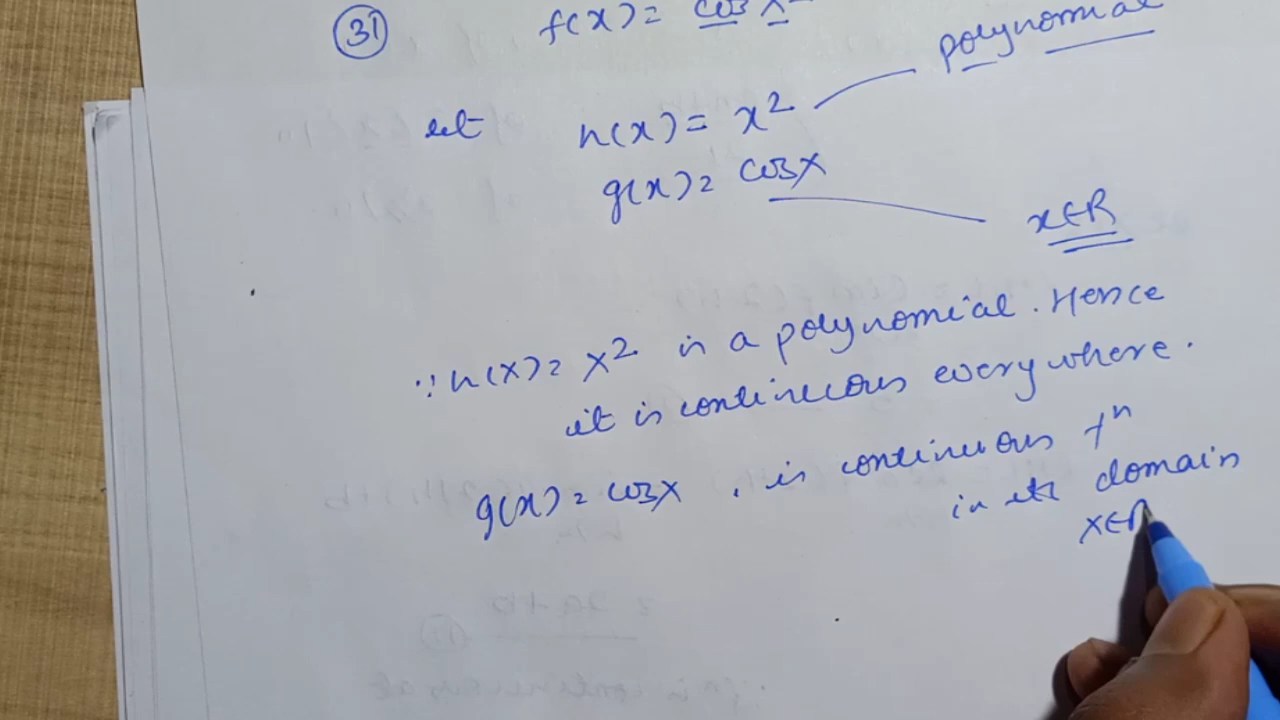 31 f(x) = cos x²
polynomial
let h(x) = x²
g(x) = cos x
x∈R
∵ h(x) = x² is a polynomial. Hence
it is continuous everywhere.
g(x) = cos x, is continuous fⁿ
in its domain
x∈R